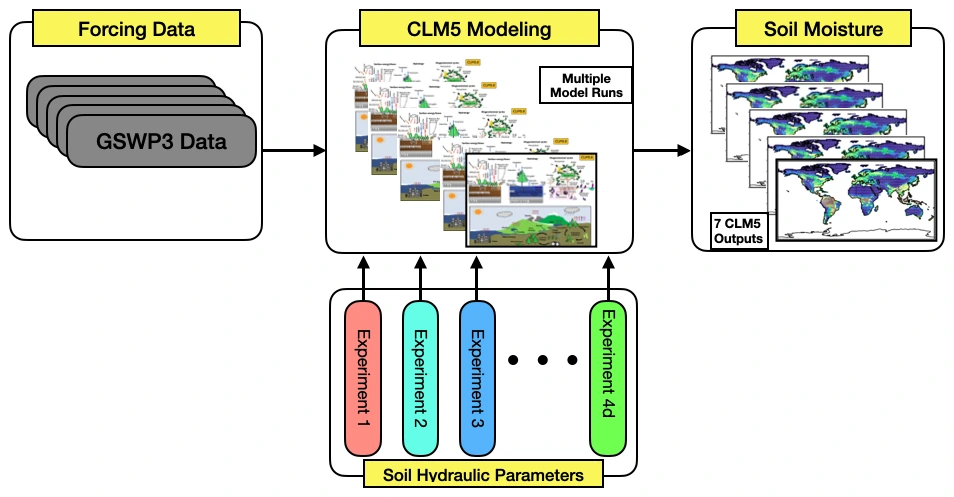 Forcing Data
CLM5 Modeling
Soil Moisture
GSWP3 Data
Multiple
Model Runs
7 CLM5
Outputs
Experiment 1
Experiment 2
Experiment 3
Experiment 4d
Soil Hydraulic Parameters